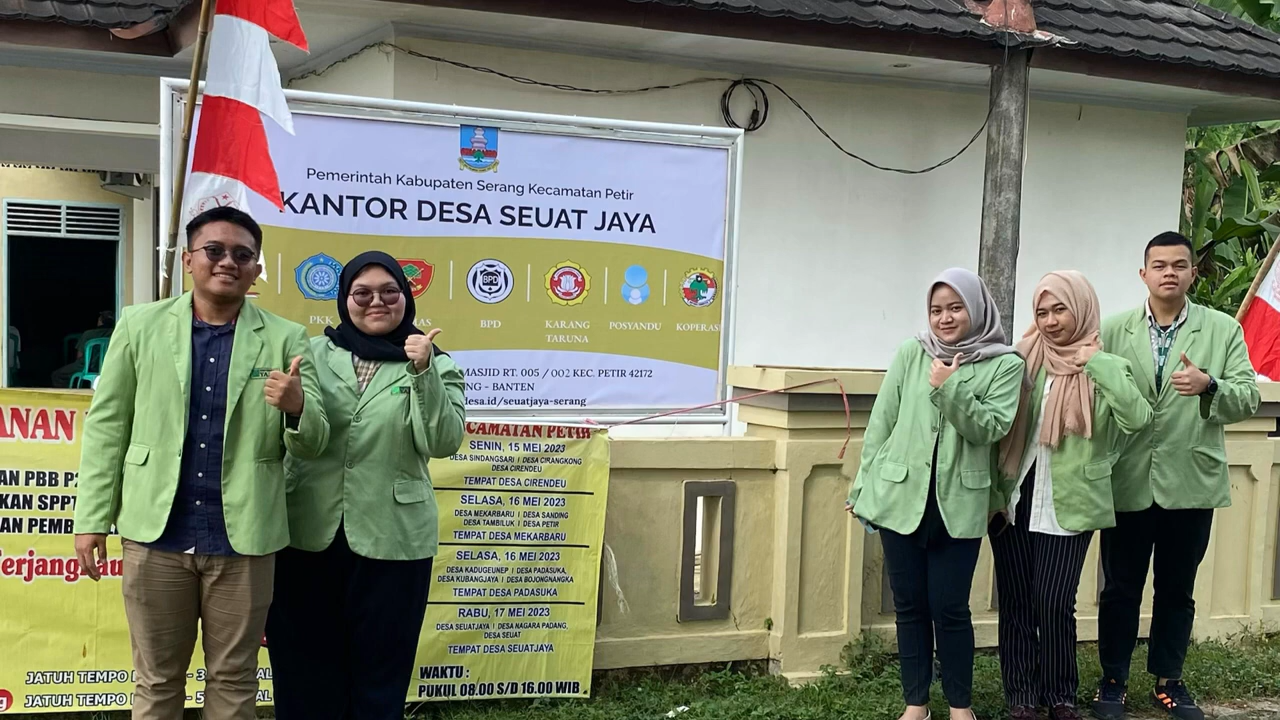 Pemerintah Kabupaten Serang Kecamatan Petir
KANTOR DESA SEUAT JAYA
PKK
BPD
KARANG
TARUNA
POSYANDU
KOPERASI
BPD
MASJID RT. 005 / 002 KEC. PETIR 42172
NG - BANTEN
desa.id/seuatjaya-serang
ANAN
AN PBB P2
KAN SPPT
AN PEMB
erjangkau
JATUH TEMPO
JATUH TEMPO
CAMATAN PETIR
SENIN, 15 MEI 2023
DESA SINDANGSARI | DESA CIRANGKONG
DESA CIRENDEU
TEMPAT DESA CIRENDEU
SELASA, 16 MEI 2023
DESA MEKARBARU | DESA SANDING
DESA TAMBILUK | DESA PETIR
TEMPAT DESA MEKARBARU
SELASA, 16 MEI 2023
DESA KADUGEUNEP | DESA PADASUKA,
DESA KUBANGJAYA | DESA BOJONGNANGKA
TEMPAT DESA PADASUKA
RABU, 17 MEI 2023
DESA SEUATJAYA | DESA NAGARA PADANG,
DESA SEUAT
TEMPAT DESA SEUATJAYA
WAKTU :
PUKUL 08.00 S/D 16.00 WIB